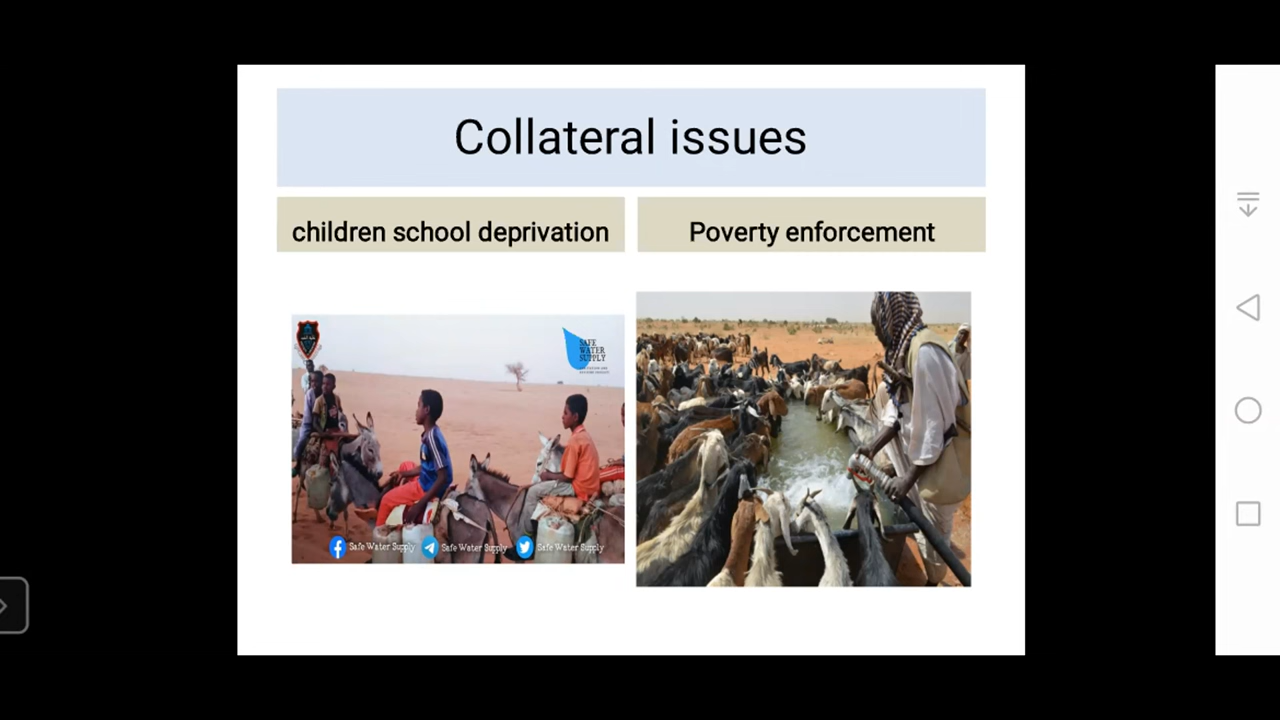 Collateral issues
children school deprivation
Poverty enforcement
SAFE
WATER
SUPPLY
Safe Water Supply
Safe Water Supply
Safe Water Supply